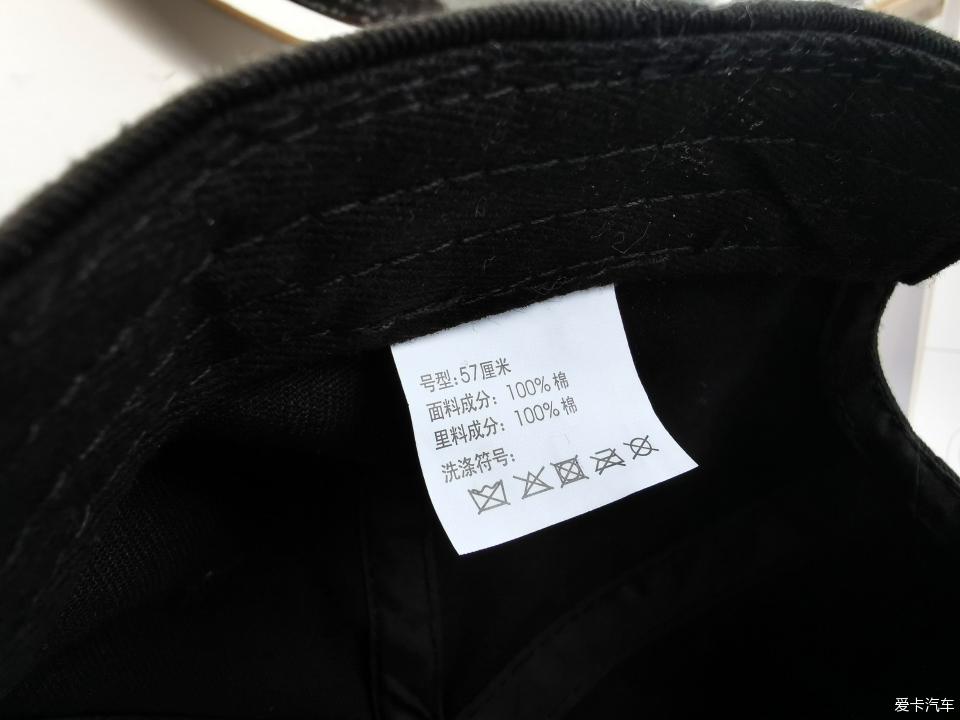 号型:57厘米
面料成分: 100% 棉
里料成分: 100% 棉
洗涤符号:
爱卡汽车